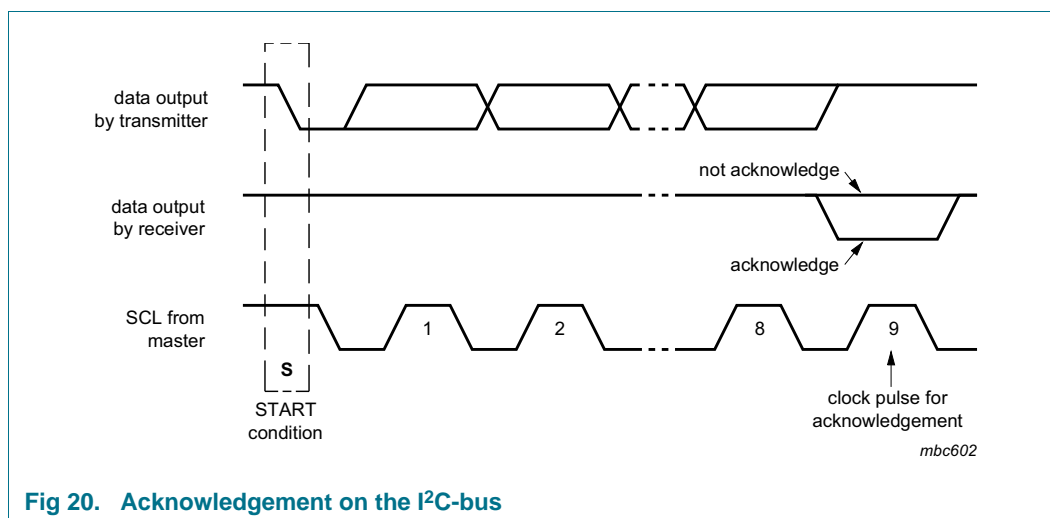 data output
by transmitter
not acknowledge
data output
by receiver
acknowledge
SCL from
master
1
2
8
9
S
START
condition
clock pulse for
acknowledgement
mbc602
Fig 20. Acknowledgement on the I²C-bus